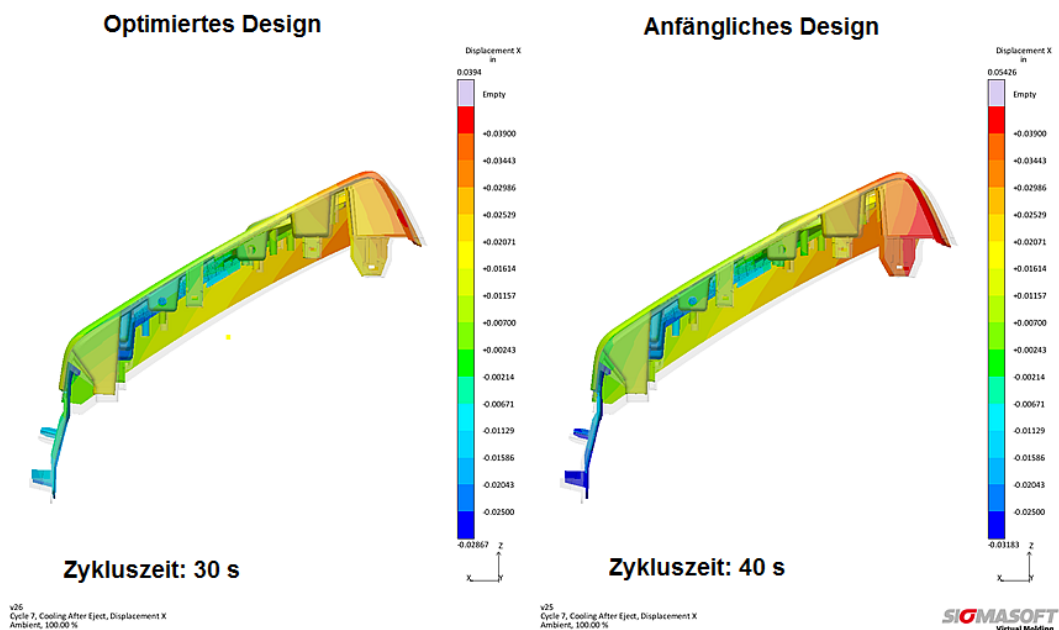 Optimiertes Design
Anfängliches Design
Displacement X
in
0.0394
Empty
+0.03900
+0.03443
+0.02986
+0.02529
+0.02071
+0.01614
+0.01157
+0.00700
+0.00243
-0.00214
-0.00671
-0.01129
-0.01586
-0.02043
-0.02500
-0.02867
Z
X
Y
Displacement X
in
0.05426
Empty
+0.03900
+0.03443
+0.02986
+0.02529
+0.02071
+0.01614
+0.01157
+0.00700
+0.00243
-0.00214
-0.00671
-0.01129
-0.01586
-0.02043
-0.02500
-0.03183
Z
X
Y
Zykluszeit: 30 s
Zykluszeit: 40 s
v26
Cycle 7, Cooling After Eject, Displacement X
Ambient, 100.00 %
v25
Cycle 7, Cooling After Eject, Displacement X
Ambient, 100.00 %
SIGMASOFT
Virtual Molding